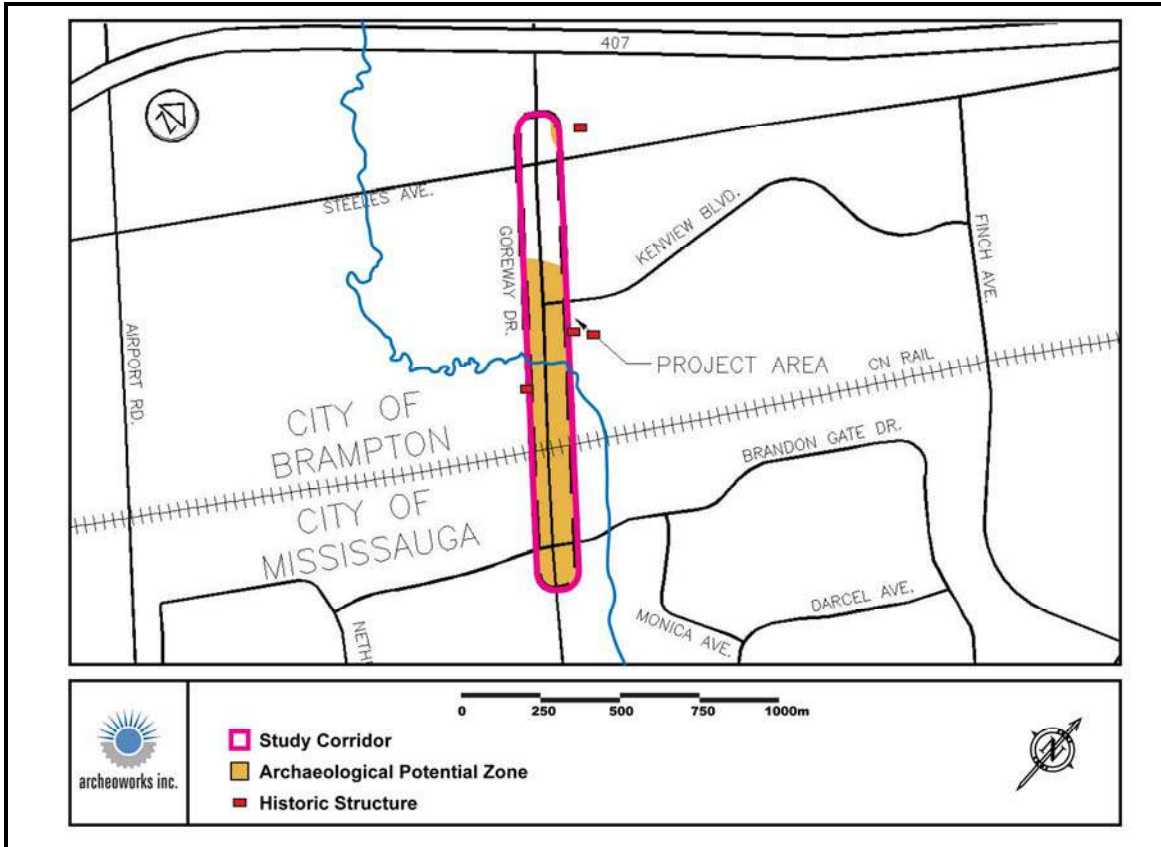 407
STEELES AVE.
GOREWAY DR.
KENVIEW BLVD.
FINCH AVE.
AIRPORT RD.
PROJECT AREA
CN RAIL
CITY OF
BRAMPTON
CITY OF
MISSISSAUGA
BRANDON GATE DR.
MONICA AVE.
DARCEL AVE.
0 250 500 750 1000m
archeoworks inc.
Study Corridor
Archaeological Potential Zone
Historic Structure
N